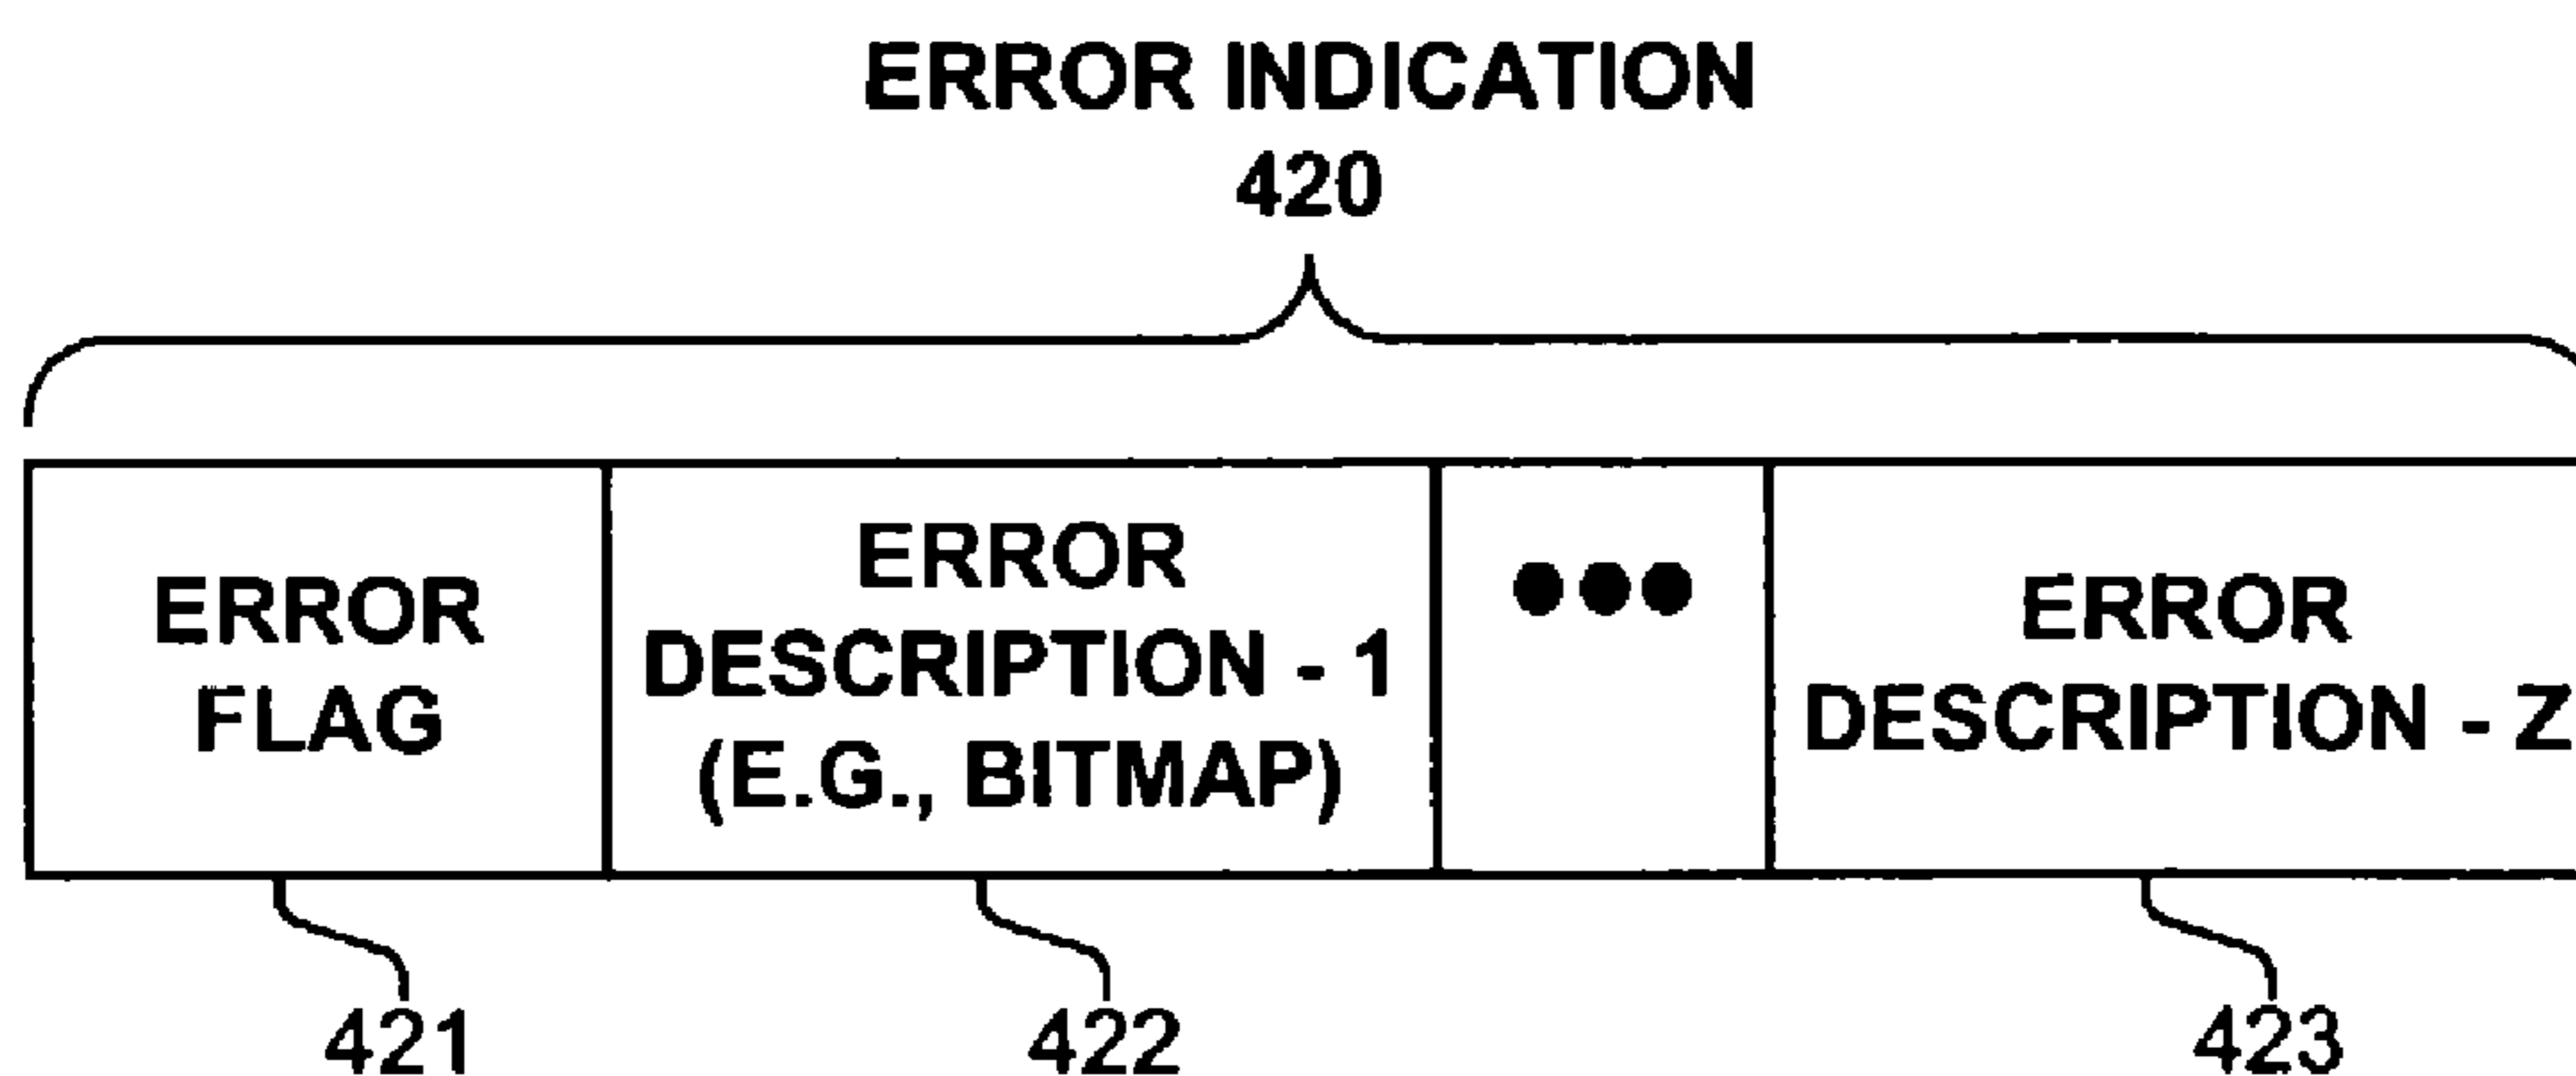 ERROR INDICATION
420
ERROR
FLAG
ERROR
DESCRIPTION - 1
(E.G., BITMAP)
●●●
ERROR
DESCRIPTION - Z
421
422
423